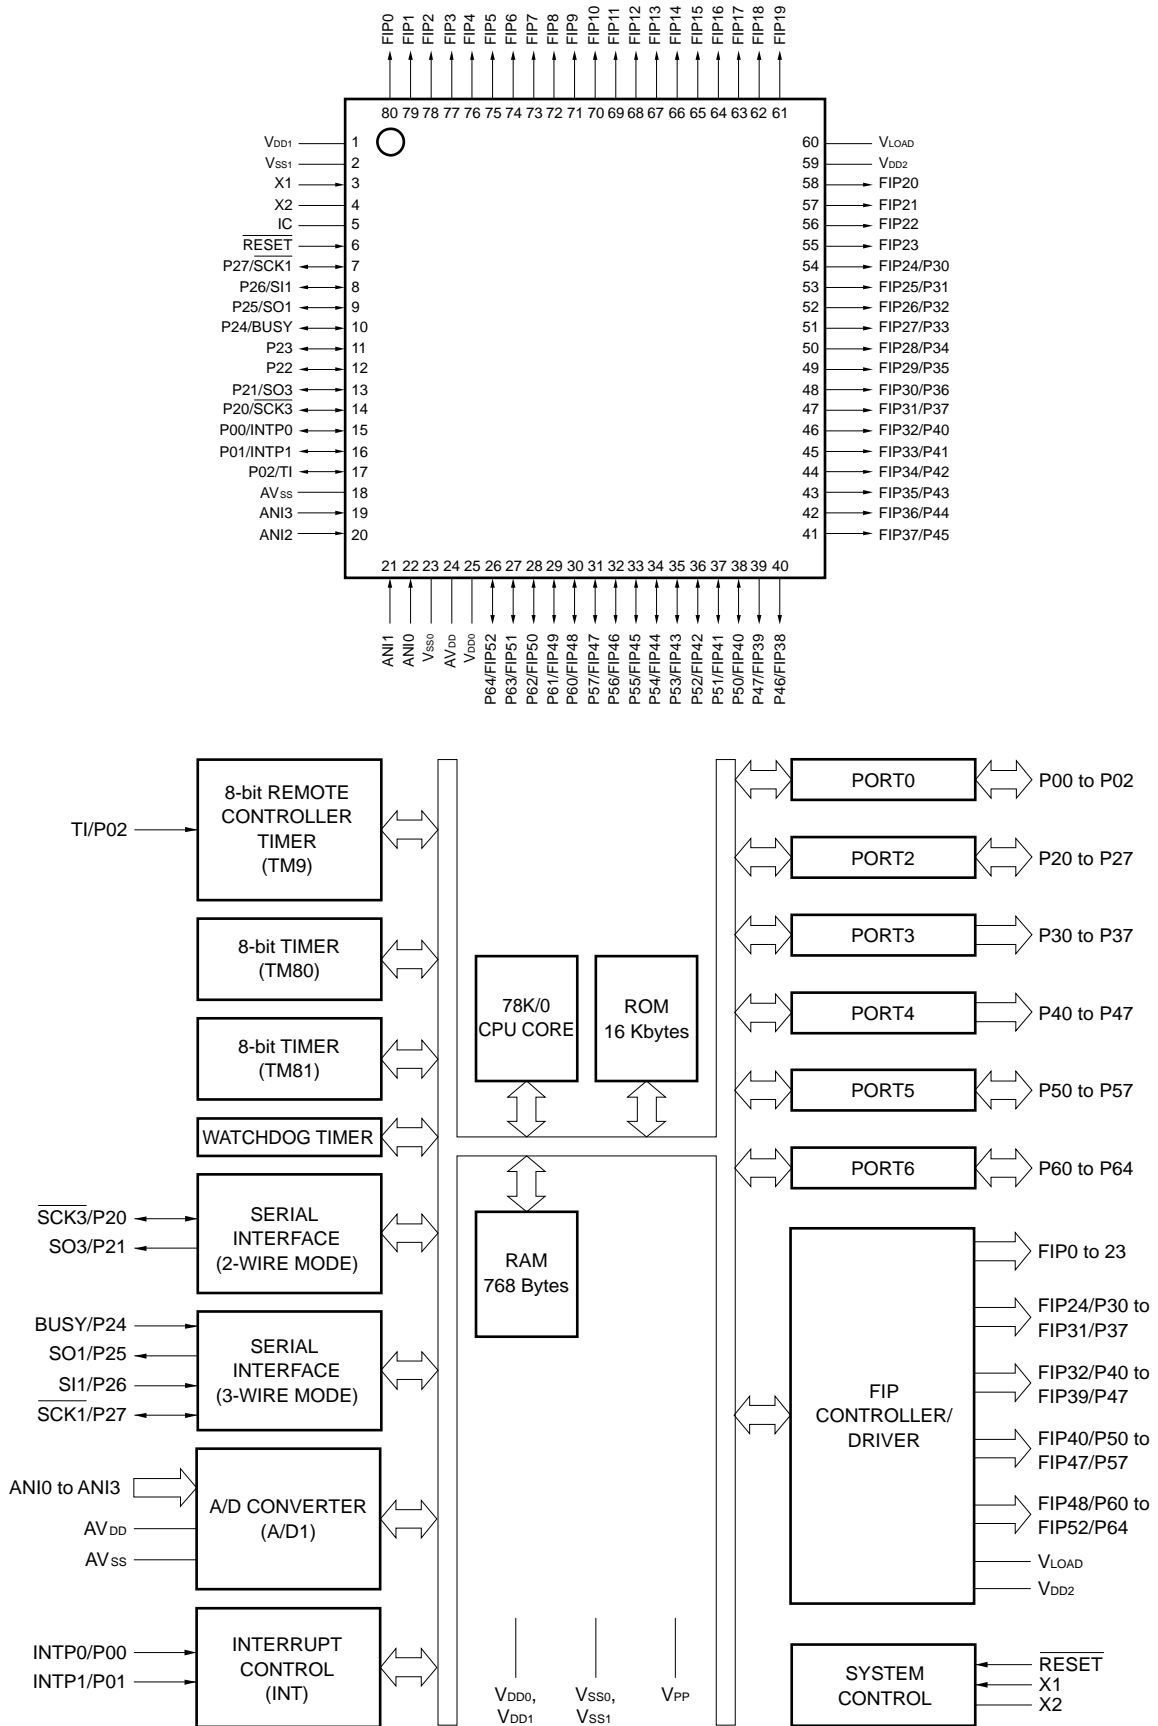 FIP0
FIP1
FIP2
FIP3
FIP4
FIP5
FIP6
FIP7
FIP8
FIP9
FIP10
FIP11
FIP12
FIP13
FIP14
FIP15
FIP16
FIP17
FIP18
FIP19
80 79 78 77 76 75 74 73 72 71 70 69 68 67 66 65 64 63 62 61
VDD1 1
VSS1 2
X1 3
X2 4
IC 5
RESET 6
P27/SCK1 7
P26/SI1 8
P25/SO1 9
P24/BUSY 10
P23 11
P22 12
P21/SO3 13
P20/SCK3 14
P00/INTP0 15
P01/INTP1 16
P02/TI 17
AVSS 18
ANI3 19
ANI2 20
60 VLOAD
59 VDD2
58 FIP20
57 FIP21
56 FIP22
55 FIP23
54 FIP24/P30
53 FIP25/P31
52 FIP26/P32
51 FIP27/P33
50 FIP28/P34
49 FIP29/P35
48 FIP30/P36
47 FIP31/P37
46 FIP32/P40
45 FIP33/P41
44 FIP34/P42
43 FIP35/P43
42 FIP36/P44
41 FIP37/P45
21 22 23 24 25 26 27 28 29 30 31 32 33 34 35 36 37 38 39 40
ANI1
ANI0
VSS0
AVDD
VDD0
P64/FIP52
P63/FIP51
P62/FIP50
P61/FIP49
P60/FIP48
P57/FIP47
P56/FIP46
P55/FIP45
P54/FIP44
P53/FIP43
P52/FIP42
P51/FIP41
P50/FIP40
P47/FIP39
P46/FIP38
TI/P02
8-bit REMOTE
CONTROLLER
TIMER
(TM9)
8-bit TIMER
(TM80)
8-bit TIMER
(TM81)
WATCHDOG TIMER
SCK3/P20
SO3/P21
SERIAL
INTERFACE
(2-WIRE MODE)
BUSY/P24
SO1/P25
SI1/P26
SCK1/P27
SERIAL
INTERFACE
(3-WIRE MODE)
ANI0 to ANI3
AVDD
AVSS
A/D CONVERTER
(A/D1)
INTP0/P00
INTP1/P01
INTERRUPT
CONTROL
(INT)
78K/0
CPU CORE
ROM
16 Kbytes
RAM
768 Bytes
VDD0,
VDD1
VSS0,
VSS1
VPP
PORT0
P00 to P02
PORT2
P20 to P27
PORT3
P30 to P37
PORT4
P40 to P47
PORT5
P50 to P57
PORT6
P60 to P64
FIP
CONTROLLER/
DRIVER
FIP0 to 23
FIP24/P30 to
FIP31/P37
FIP32/P40 to
FIP39/P47
FIP40/P50 to
FIP47/P57
FIP48/P60 to
FIP52/P64
VLOAD
VDD2
SYSTEM
CONTROL
RESET
X1
X2